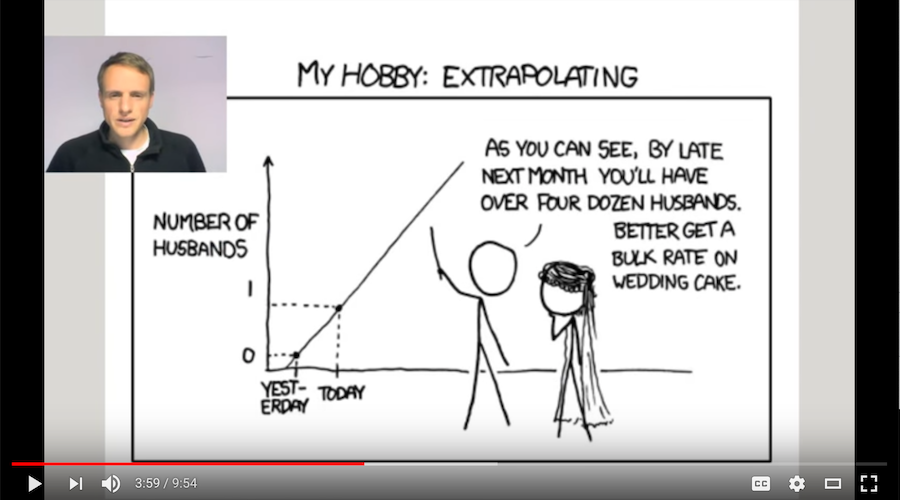 MY HOBBY: EXTRAPOLATING
AS YOU CAN SEE, BY LATE
NEXT MONTH YOU'LL HAVE
OVER FOUR DOZEN HUSBANDS.
BETTER GET A
BULK RATE ON
WEDDING CAKE.
NUMBER OF
HUSBANDS
1
0
YEST-
ERDAY
TODAY
3:59 / 9:54
CC